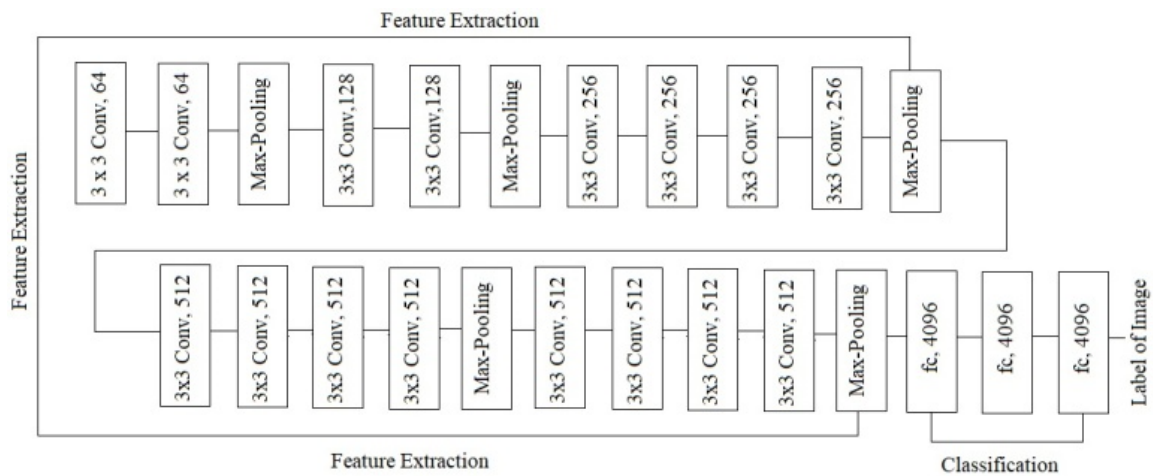 Feature Extraction
3 x 3 Conv, 64
3 x 3 Conv, 64
Max-Pooling
3x3 Conv,128
3x3 Conv,128
Max-Pooling
3x3 Conv, 256
3x3 Conv, 256
3x3 Conv, 256
3x3 Conv, 256
Max-Pooling
Feature Extraction
3x3 Conv, 512
3x3 Conv, 512
3x3 Conv, 512
3x3 Conv, 512
Max-Pooling
3x3 Conv, 512
3x3 Conv, 512
3x3 Conv, 512
3x3 Conv, 512
Max-Pooling
fc, 4096
fc, 4096
fc, 4096
Label of Image
Feature Extraction
Classification